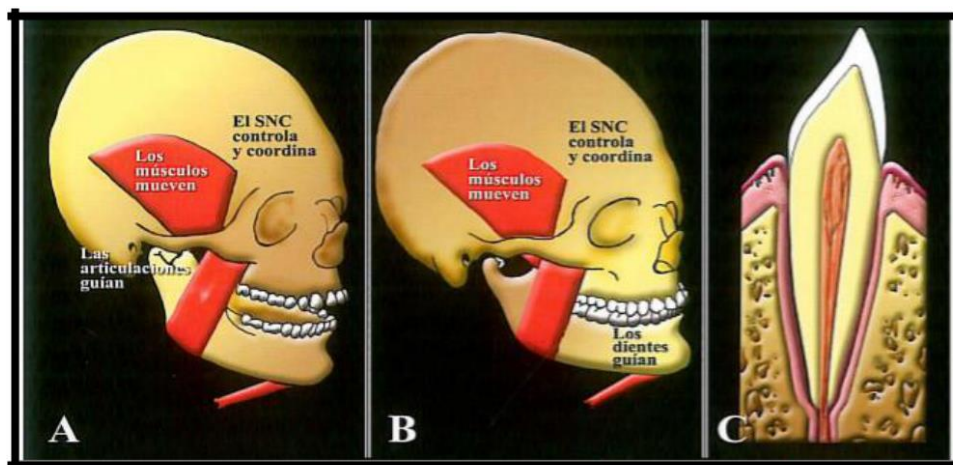 El SNC
controla
y coordina
Los
músculos
mueven
Las
articulaciones
guían
A
El SNC
controla
y coordina
Los
músculos
mueven
Los
dientes
guían
B
C